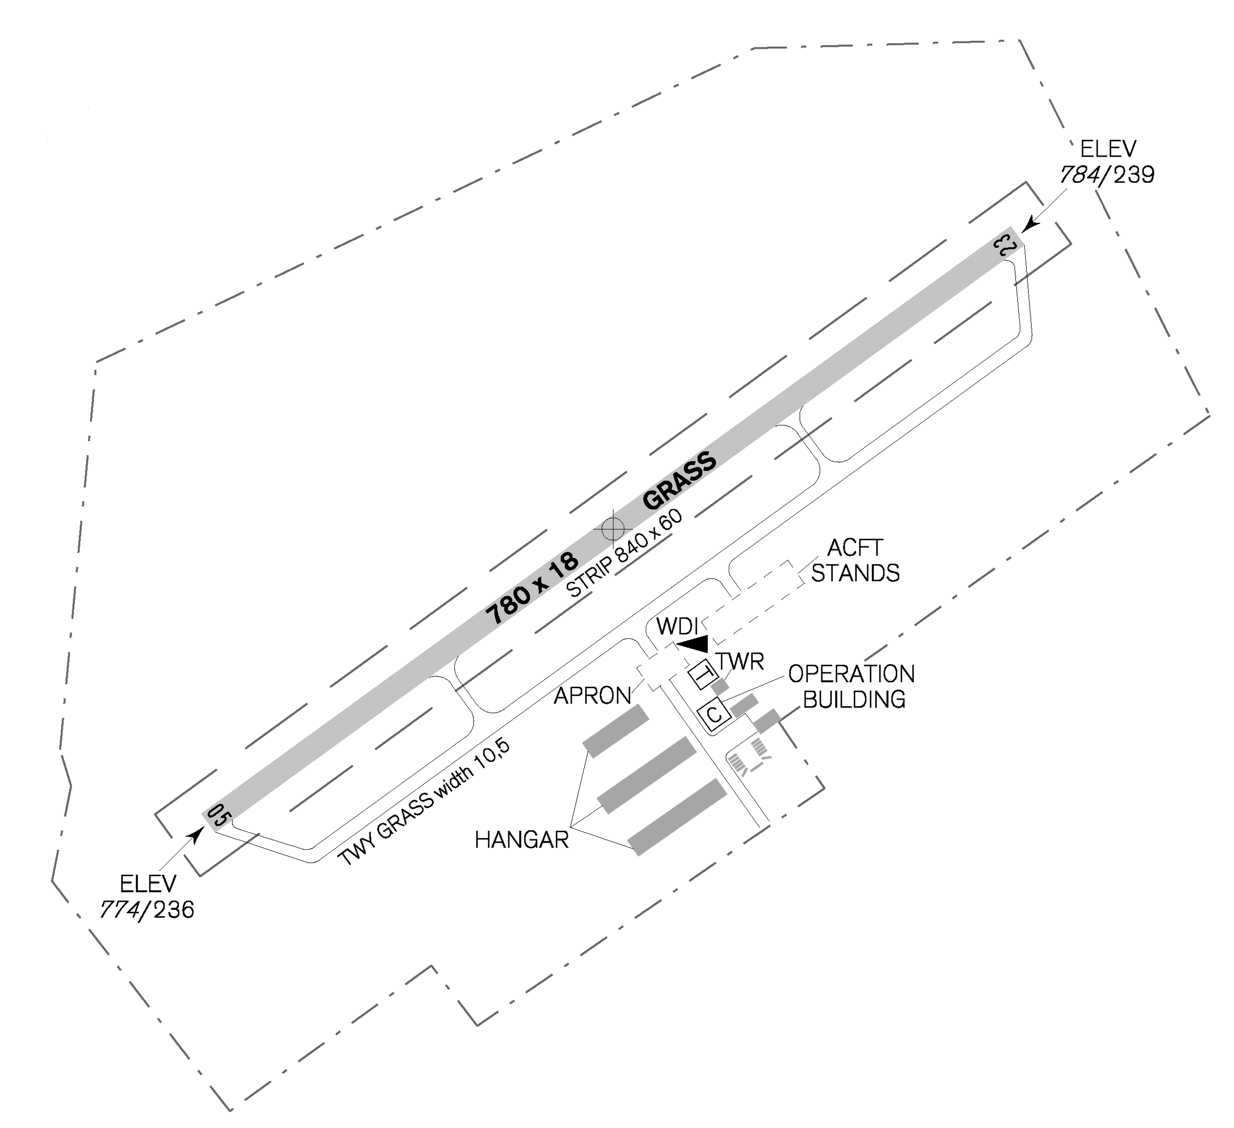 ELEV
784/239
23
GRASS
780 x 18
STRIP 840 x 60
ACFT
STANDS
WDI
TWR
T
OPERATION
BUILDING
APRON
C
TWY GRASS width 10,5
HANGAR
05
ELEV
774/236